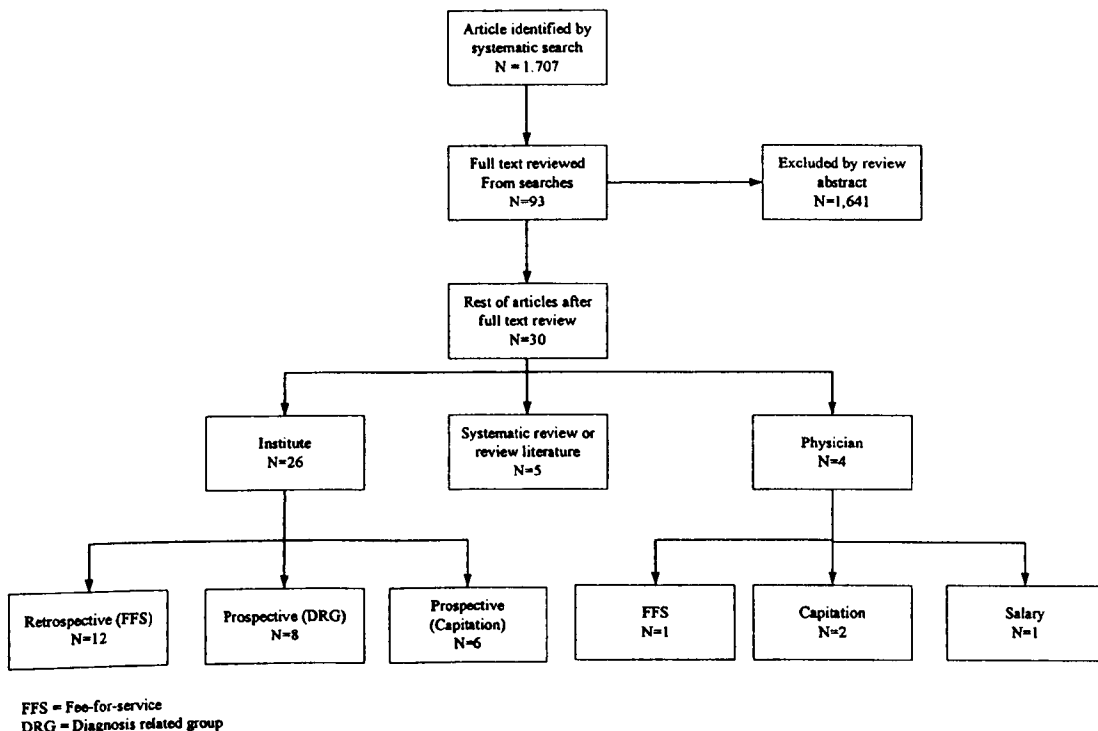 Article identified by
systematic search
N = 1.707
Full text reviewed
From searches
N=93
Excluded by review
abstract
N=1,641
Rest of articles after
full text review
N=30
Institute
N=26
Systematic review or
review literature
N=5
Physician
N=4
Retrospective (FFS)
N=12
Prospective (DRG)
N=8
Prospective
(Capitation)
N=6
FFS
N=1
Capitation
N=2
Salary
N=1
FFS = Fee-for-service
DRG = Diagnosis related group